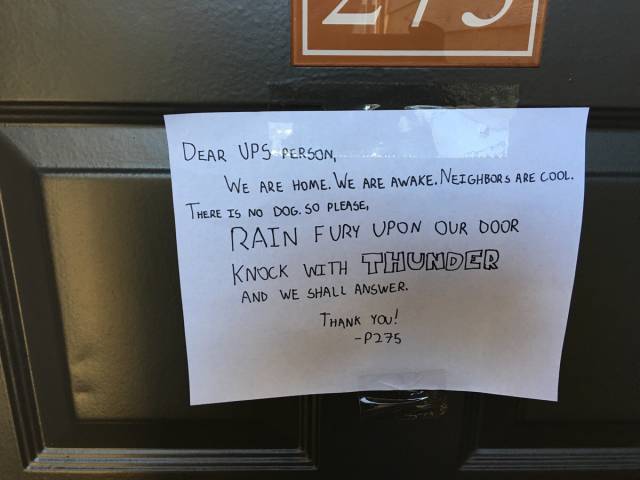 275
DEAR UPS PERSON,
WE ARE HOME. WE ARE AWAKE. NEIGHBORS ARE COOL.
THERE IS NO DOG. SO PLEASE,
RAIN FURY UPON OUR DOOR
KNOCK WITH THUNDER
AND WE SHALL ANSWER.
THANK YOU!
-P275